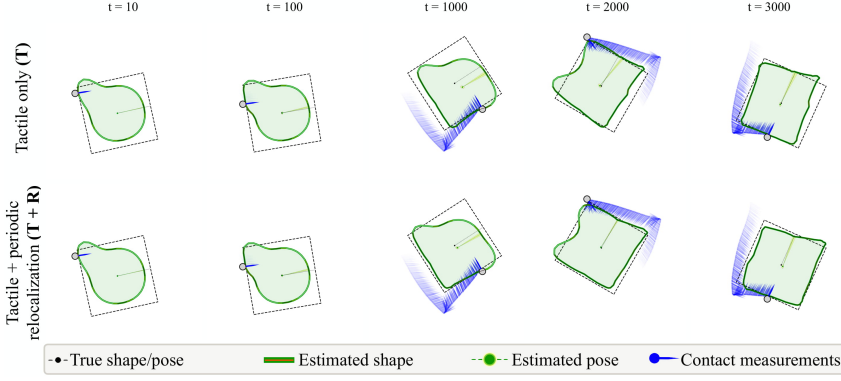 t = 10 t = 100 t = 1000 t = 2000 t = 3000
Tactile only (T)
Tactile + periodic
relocalization (T + R)
True shape/pose Estimated shape Estimated pose Contact measurements